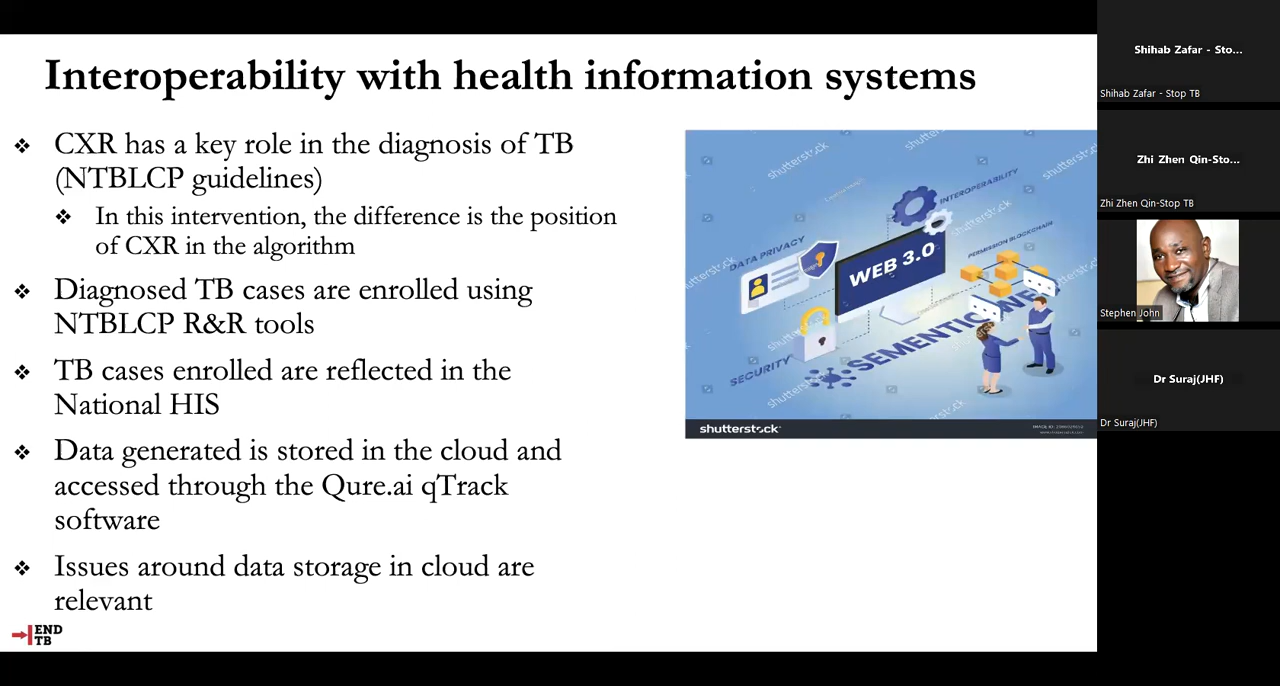 Interoperability with health information systems
❖ CXR has a key role in the diagnosis of TB
(NTBLCP guidelines)
❖ In this intervention, the difference is the position
of CXR in the algorithm
❖ Diagnosed TB cases are enrolled using
NTBLCP R&R tools
❖ TB cases enrolled are reflected in the
National HIS
❖ Data generated is stored in the cloud and
accessed through the Qure.ai qTrack
software
❖ Issues around data storage in cloud are
relevant
END
TB
INTEROPERABILITY
DATA PRIVACY
PERMISSION BLOCKCHAIN
WEB 3.0
SEMENTIC WE
SECURITY
shutterstock
shutterstock
shutterstock
shutterstock
shutterstock
shutterstock
Shihab Zafar - Sto...
Shihab Zafar - Stop TB
Zhi Zhen Qin-Sto...
Zhi Zhen Qin-Stop TB
Stephen John
Dr Suraj(JHF)
Dr Suraj(JHF)